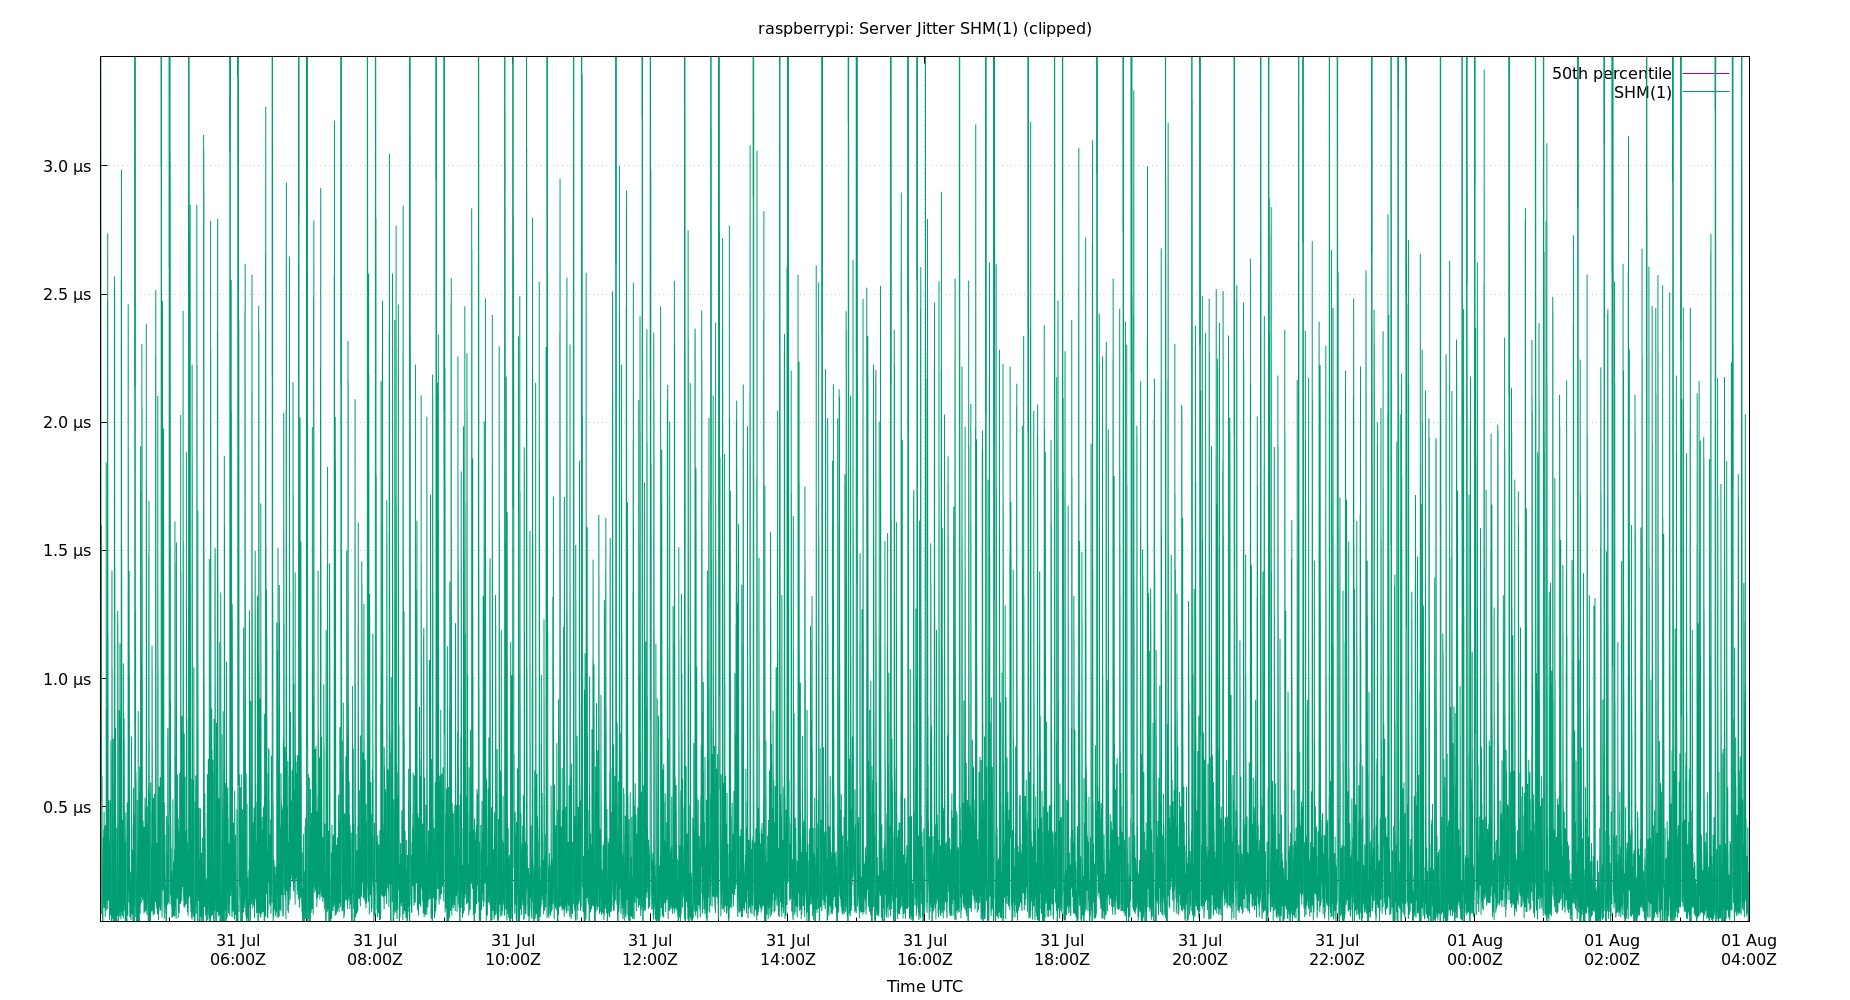 raspberrypi: Server Jitter SHM(1) (clipped)
50th percentile
SHM(1)
3.0 µs
2.5 µs
2.0 µs
1.5 µs
1.0 µs
0.5 µs
31 Jul 31 Jul 31 Jul 31 Jul 31 Jul 31 Jul 31 Jul 31 Jul 31 Jul 01 Aug 01 Aug 01 Aug
06:00Z 08:00Z 10:00Z 12:00Z 14:00Z 16:00Z 18:00Z 20:00Z 22:00Z 00:00Z 02:00Z 04:00Z
Time UTC